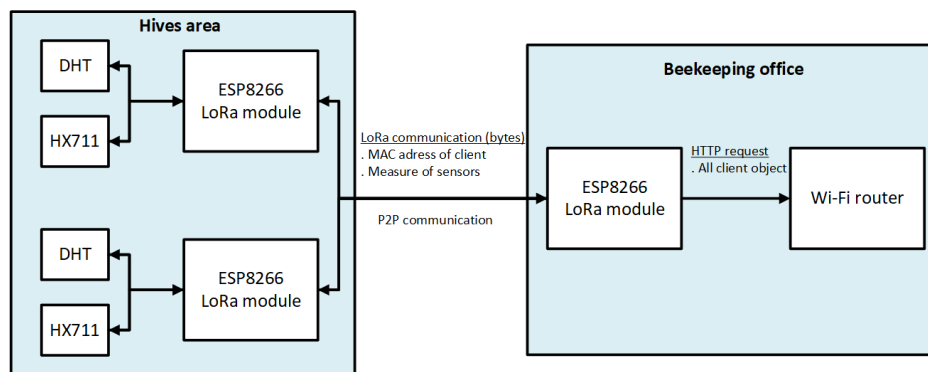 Hives area
DHT
HX711
ESP8266
LoRa module
DHT
HX711
ESP8266
LoRa module
LoRa communication (bytes)
. MAC adress of client
. Measure of sensors
P2P communication
Beekeeping office
ESP8266
LoRa module
HTTP request
. All client object
Wi-Fi router